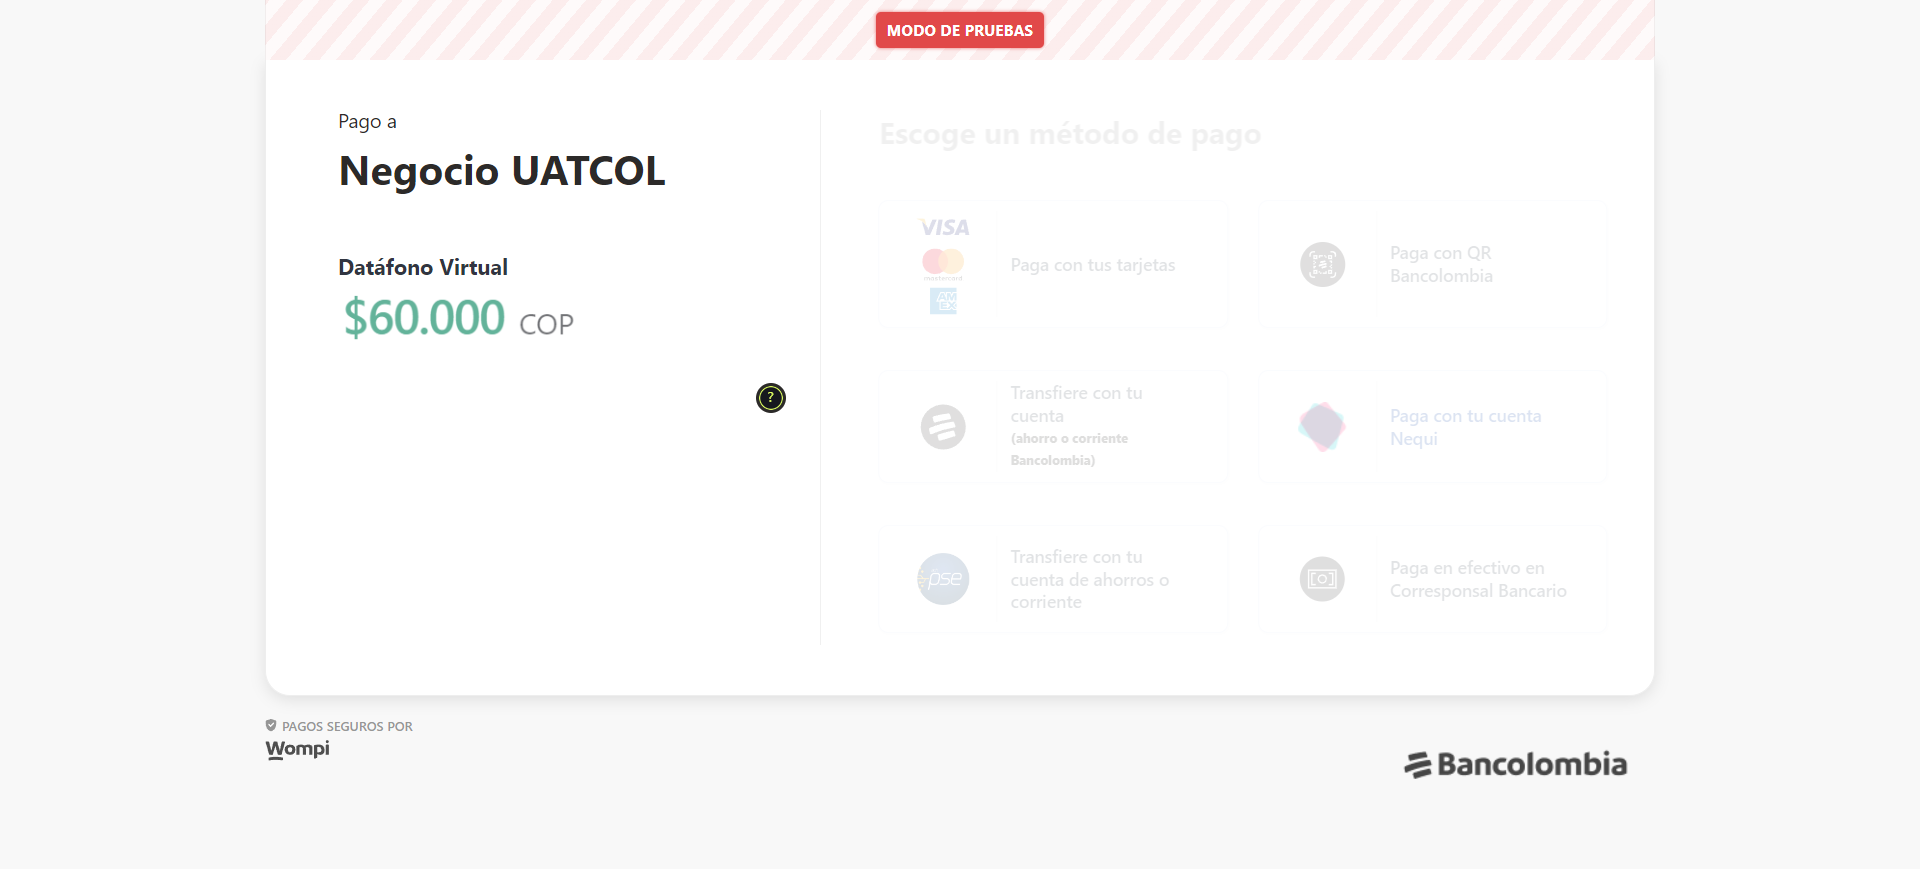 MODO DE PRUEBAS
Pago a
Negocio UATCOL
Datáfono Virtual
$60.000 COP
?
Escoge un método de pago
VISA
mastercard
AMEX
Paga con tus tarjetas
Paga con QR
Bancolombia
Transfiere con tu
cuenta
(ahorro o corriente
Bancolombia)
Paga con tu cuenta
Nequi
pse
Transfiere con tu
cuenta de ahorros o
corriente
Paga en efectivo en
Corresponsal Bancario
PAGOS SEGUROS POR
Wompi
Bancolombia